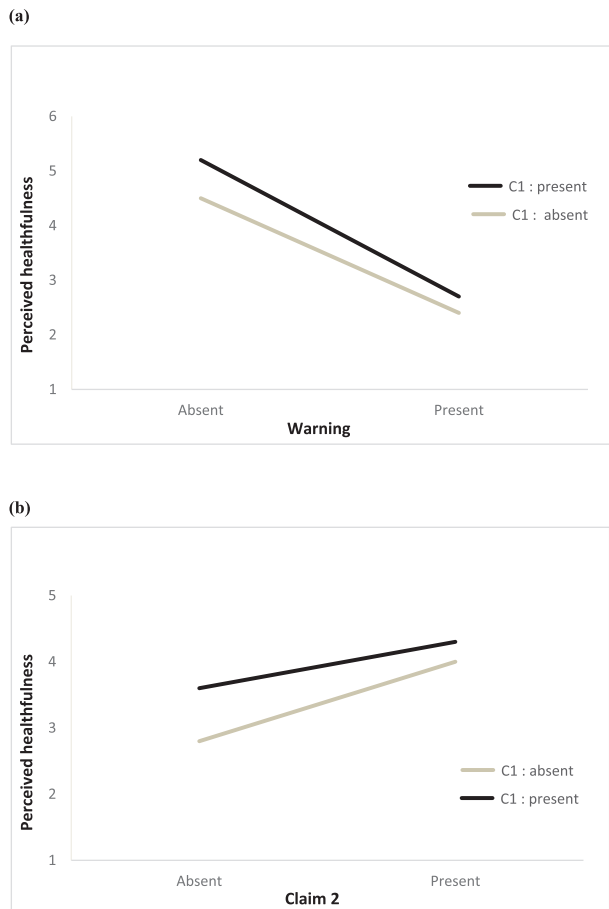 (a)
6
5
4
3
2
1
Perceived healthfulness
C1 : present
C1 : absent
Absent
Present
Warning
(b)
5
4
3
2
1
Perceived healthfulness
C1 : absent
C1 : present
Absent
Present
Claim 2